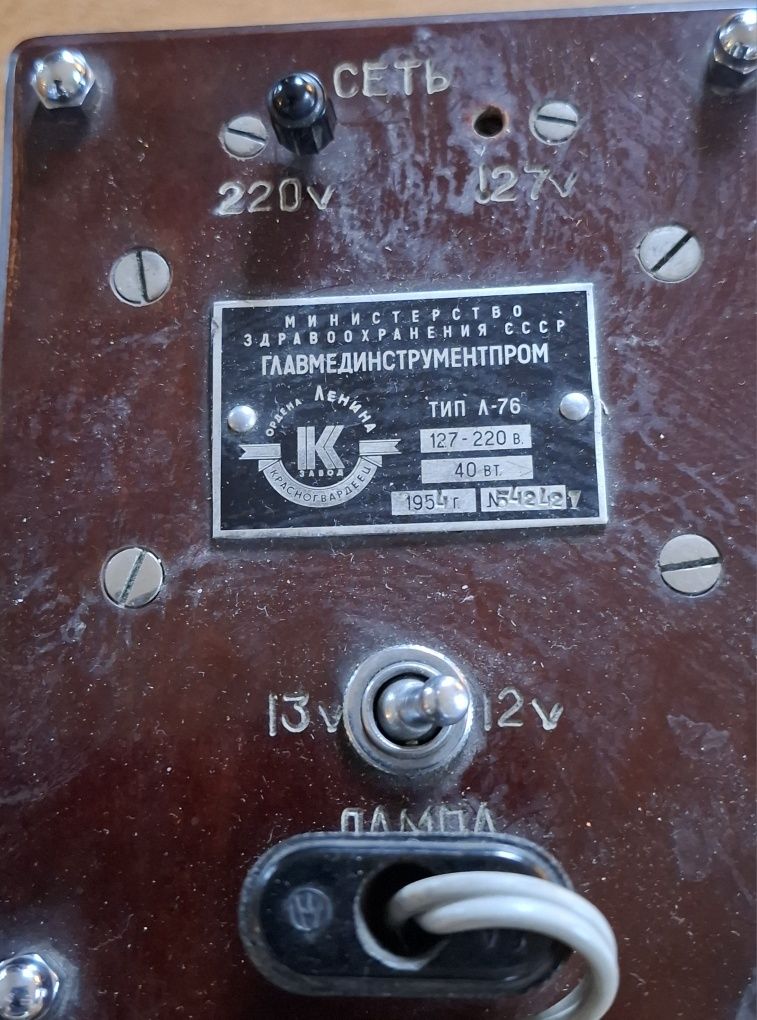 СЕТЬ
220v 127v
МИНИСТЕРСТВО
ЗДРАВООХРАНЕНИЯ СССР
ГЛАВМЕДИНСТРУМЕНТПРОМ
ОРДЕНА ЛЕНИНА
К
ЗАВОД
КРАСНОГВАРДЕЕЦ
ТИП Л-76
127-220 В.
40 ВТ.
1954 г. №
13v 12v
ЛАМПА